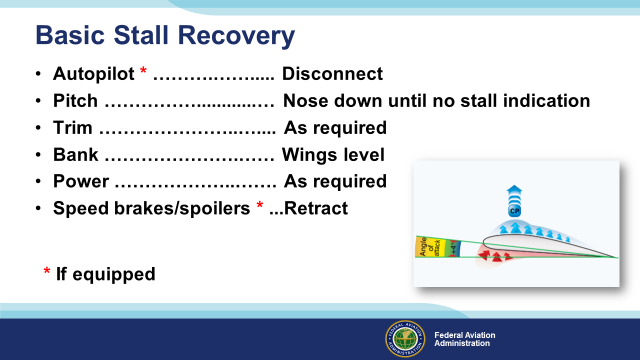 Basic Stall Recovery
• Autopilot * ……….……..... Disconnect
• Pitch ……………...........… Nose down until no stall indication
• Trim …………………..….... As required
• Bank ………………….…… Wings level
• Power ………………..……. As required
• Speed brakes/spoilers * ...Retract
CP
Angle
of
attack
+4°
* If equipped
Federal Aviation
Administration